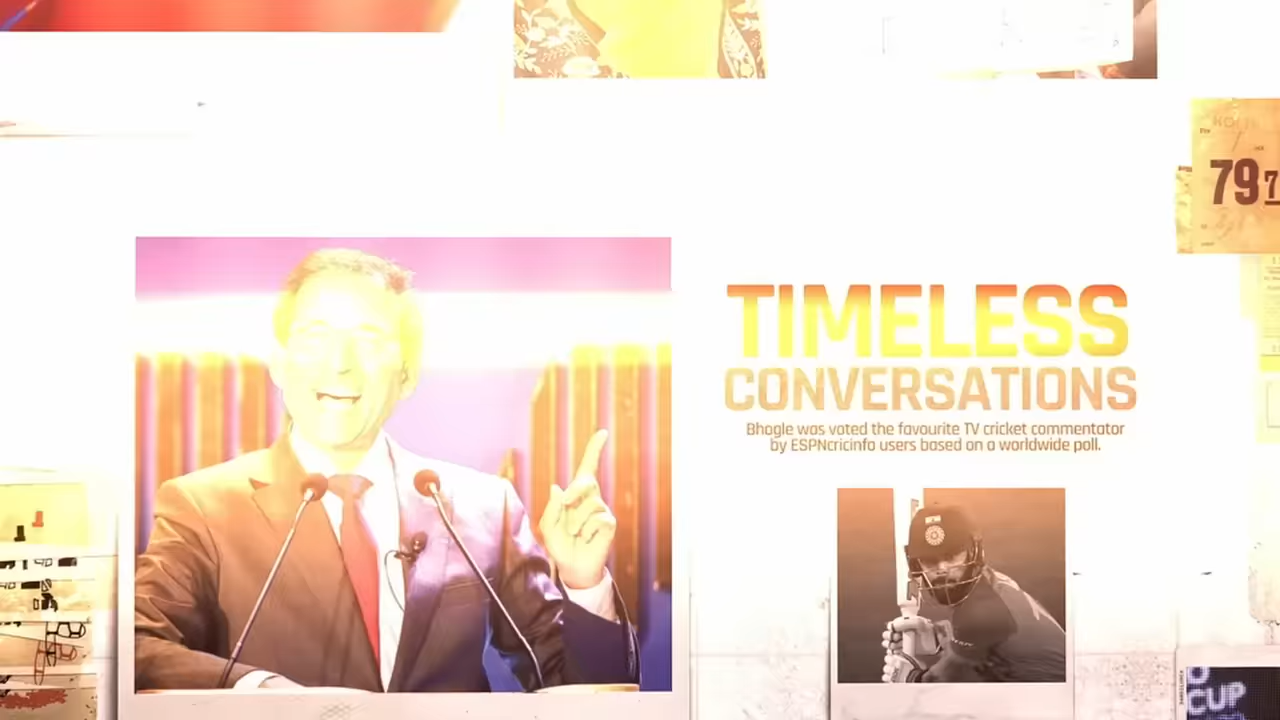 79
TIMELESS
CONVERSATIONS
Bhogle was voted the favourite TV cricket commentator
by ESPNcricinfo users based on a worldwide poll.
CUP